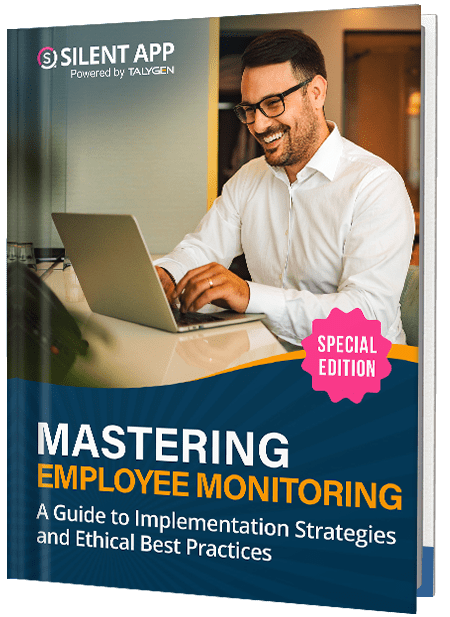 SILENT APP
Powered by TALYGEN
SPECIAL
EDITION
MASTERING
EMPLOYEE MONITORING
A Guide to Implementation Strategies
and Ethical Best Practices